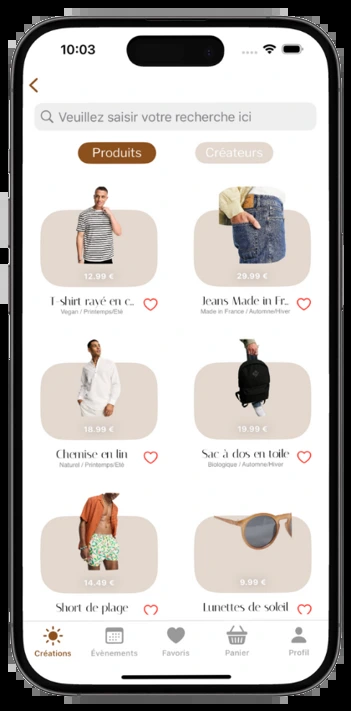 10:03
Veuillez saisir votre recherche ici
Produits
Créateurs
12.99 €
29.99 €
T-shirt rayé en c..
Jeans Made in Fr..
Vegan / Printemps/Eté
Made in France / Automne/Hiver
18.99 €
19.99 €
Chemise en lin
Sac à dos en toile
Naturel / Printemps/Eté
Biologique / Automne/Hiver
14.49 €
9.99 €
Short de plage
Lunettes de soleil
Créations
Évènements
Favoris
Panier
Profil